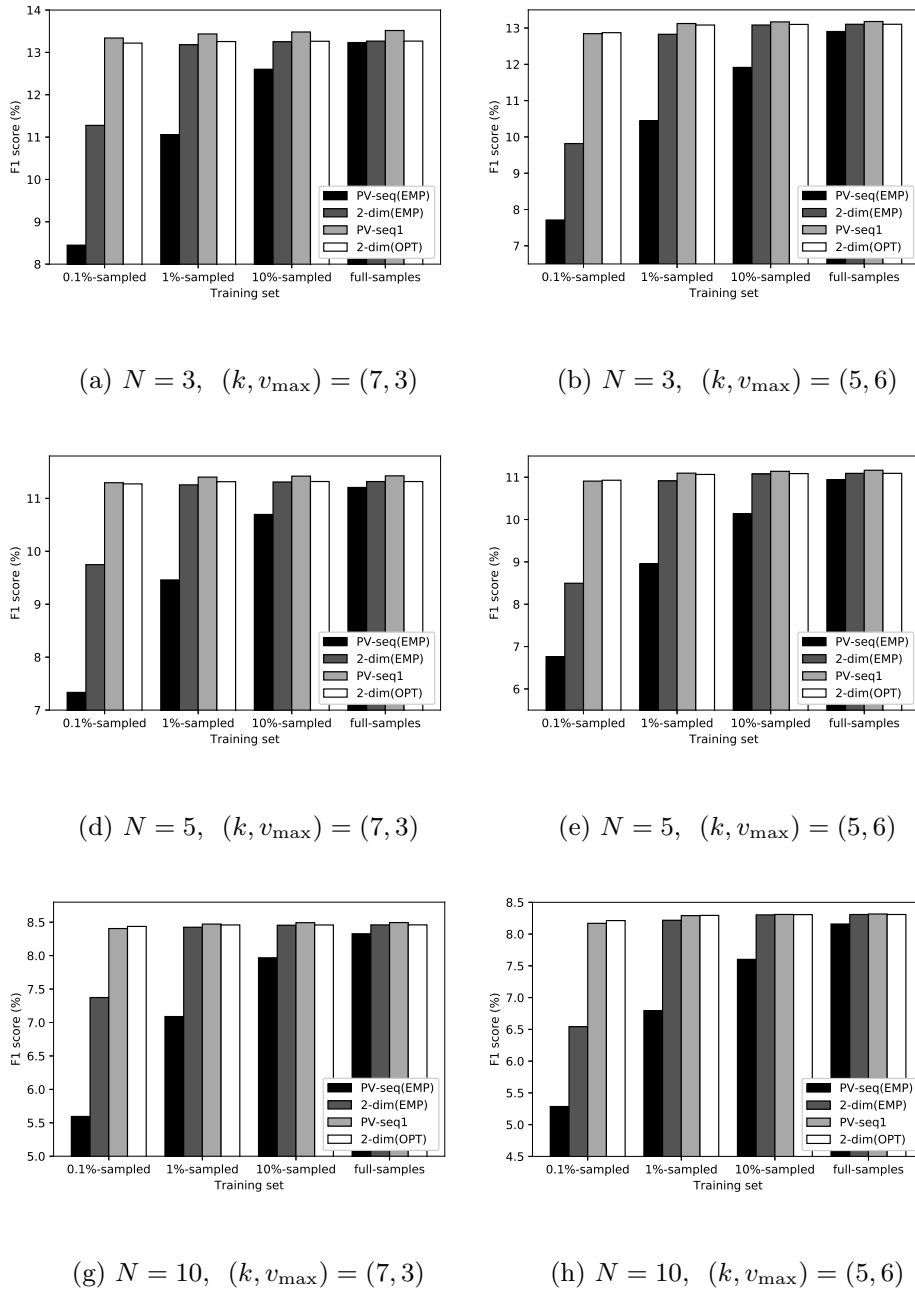 14
13
12
11
10
9
8
F1 score (%)
0.1%-sampled 1%-sampled 10%-sampled full-samples
Training set
PV-seq(EMP)
2-dim(EMP)
PV-seq1
2-dim(OPT)
(a) N = 3, (k, vmax) = (7, 3)
13
12
11
10
9
8
7
F1 score (%)
0.1%-sampled 1%-sampled 10%-sampled full-samples
Training set
PV-seq(EMP)
2-dim(EMP)
PV-seq1
2-dim(OPT)
(b) N = 3, (k, vmax) = (5, 6)
11
10
9
8
7
F1 score (%)
0.1%-sampled 1%-sampled 10%-sampled full-samples
Training set
PV-seq(EMP)
2-dim(EMP)
PV-seq1
2-dim(OPT)
(d) N = 5, (k, vmax) = (7, 3)
11
10
9
8
7
6
F1 score (%)
0.1%-sampled 1%-sampled 10%-sampled full-samples
Training set
PV-seq(EMP)
2-dim(EMP)
PV-seq1
2-dim(OPT)
(e) N = 5, (k, vmax) = (5, 6)
8.5
8.0
7.5
7.0
6.5
6.0
5.5
5.0
F1 score (%)
0.1%-sampled 1%-sampled 10%-sampled full-samples
Training set
PV-seq(EMP)
2-dim(EMP)
PV-seq1
2-dim(OPT)
(g) N = 10, (k, vmax) = (7, 3)
8.5
8.0
7.5
7.0
6.5
6.0
5.5
5.0
4.5
F1 score (%)
0.1%-sampled 1%-sampled 10%-sampled full-samples
Training set
PV-seq(EMP)
2-dim(EMP)
PV-seq1
2-dim(OPT)
(h) N = 10, (k, vmax) = (5, 6)